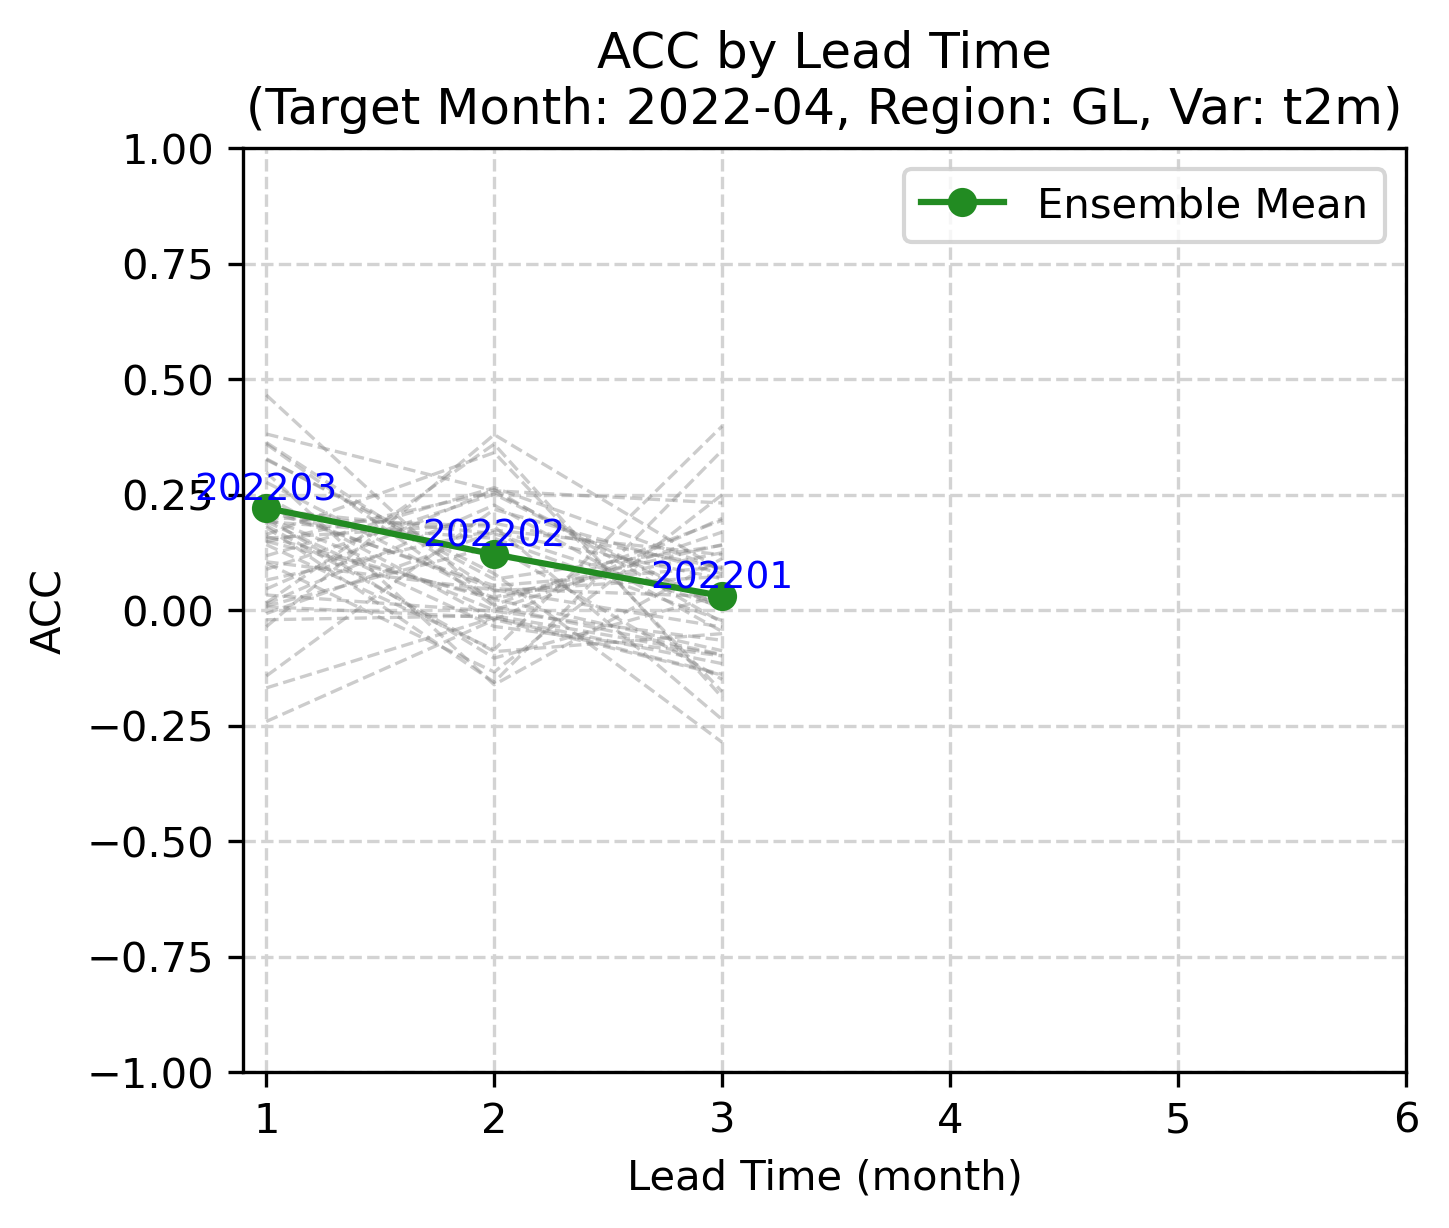 ACC by Lead Time
(Target Month: 2022-04, Region: GL, Var: t2m)
1.00
0.75
0.50
0.25
0.00
−0.25
−0.50
−0.75
−1.00
ACC
Ensemble Mean
202203
202202
202201
1 2 3 4 5 6
Lead Time (month)